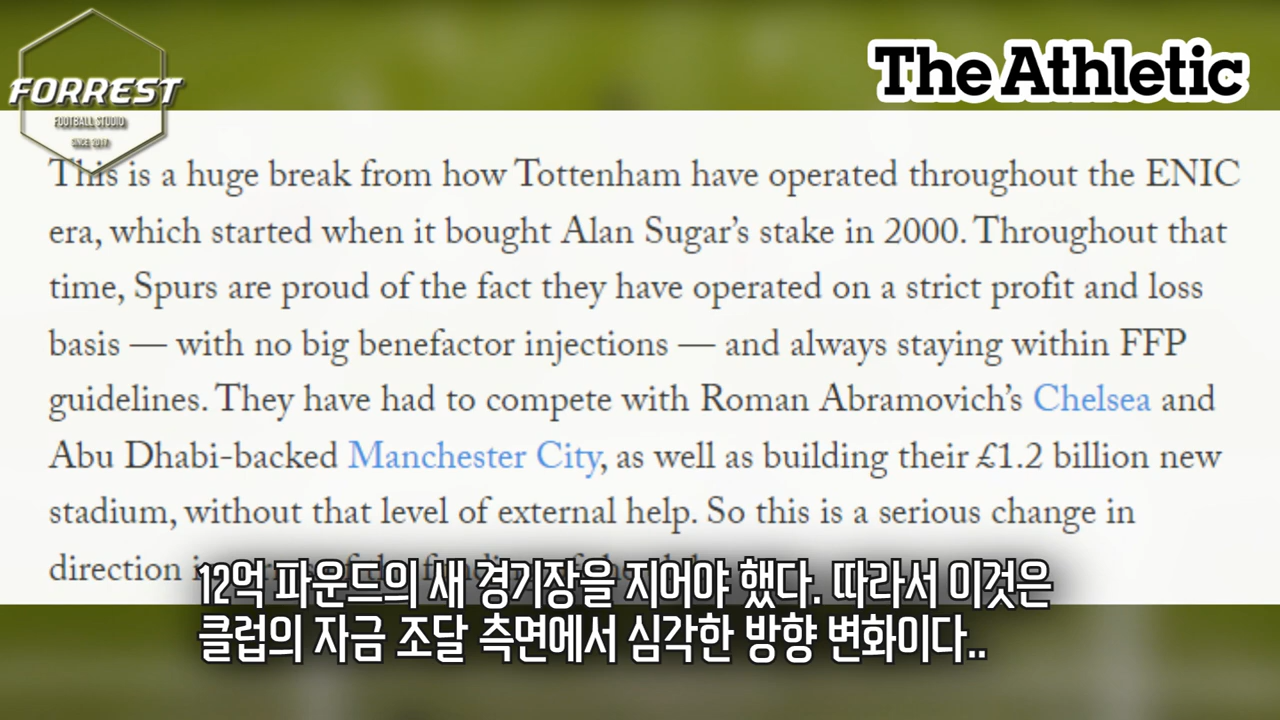 FORREST
FOOTBALL STUDIO
SINCE 2017
The Athletic
This is a huge break from how Tottenham have operated throughout the ENIC
era, which started when it bought Alan Sugar’s stake in 2000. Throughout that
time, Spurs are proud of the fact they have operated on a strict profit and loss
basis — with no big benefactor injections — and always staying within FFP
guidelines. They have had to compete with Roman Abramovich’s Chelsea and
Abu Dhabi-backed Manchester City, as well as building their £1.2 billion new
stadium, without that level of external help. So this is a serious change in
direction
12억 파운드의 새 경기장을 지어야 했다. 따라서 이것은
클럽의 자금 조달 측면에서 심각한 방향 변화이다..